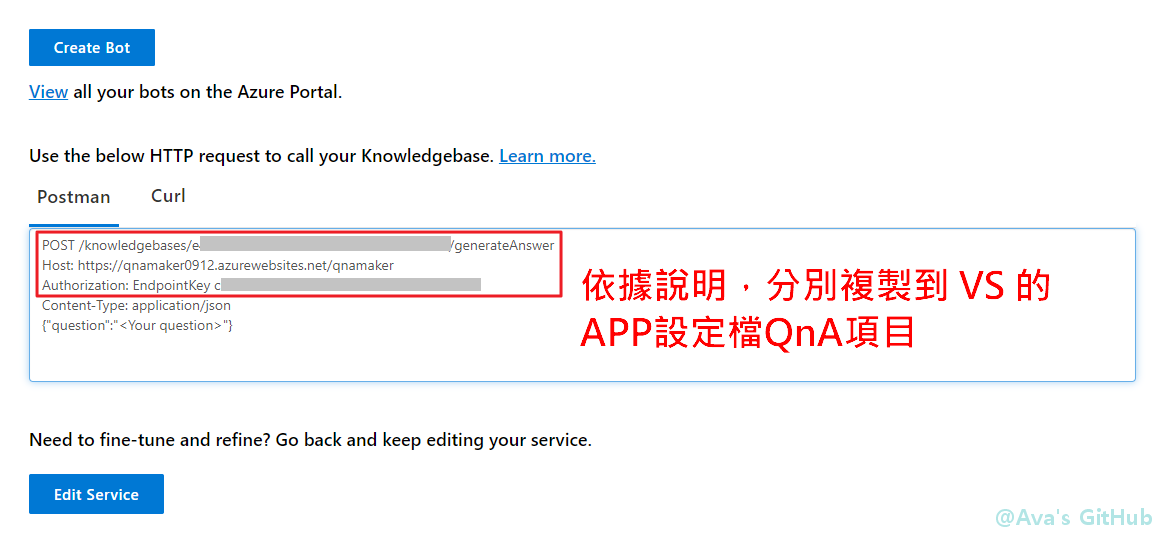 Create Bot
View all your bots on the Azure Portal.
Use the below HTTP request to call your Knowledgebase. Learn more.
Postman
Curl
POST /knowledgebases/e /generateAnswer
Host: https://qnamaker0912.azurewebsites.net/qnamaker
Authorization: EndpointKey c
Content-Type: application/json
{"question":"<Your question>"}
依據說明，分別複製到 VS 的
APP設定檔QnA項目
Need to fine-tune and refine? Go back and keep editing your service.
Edit Service
@Ava's GitHub